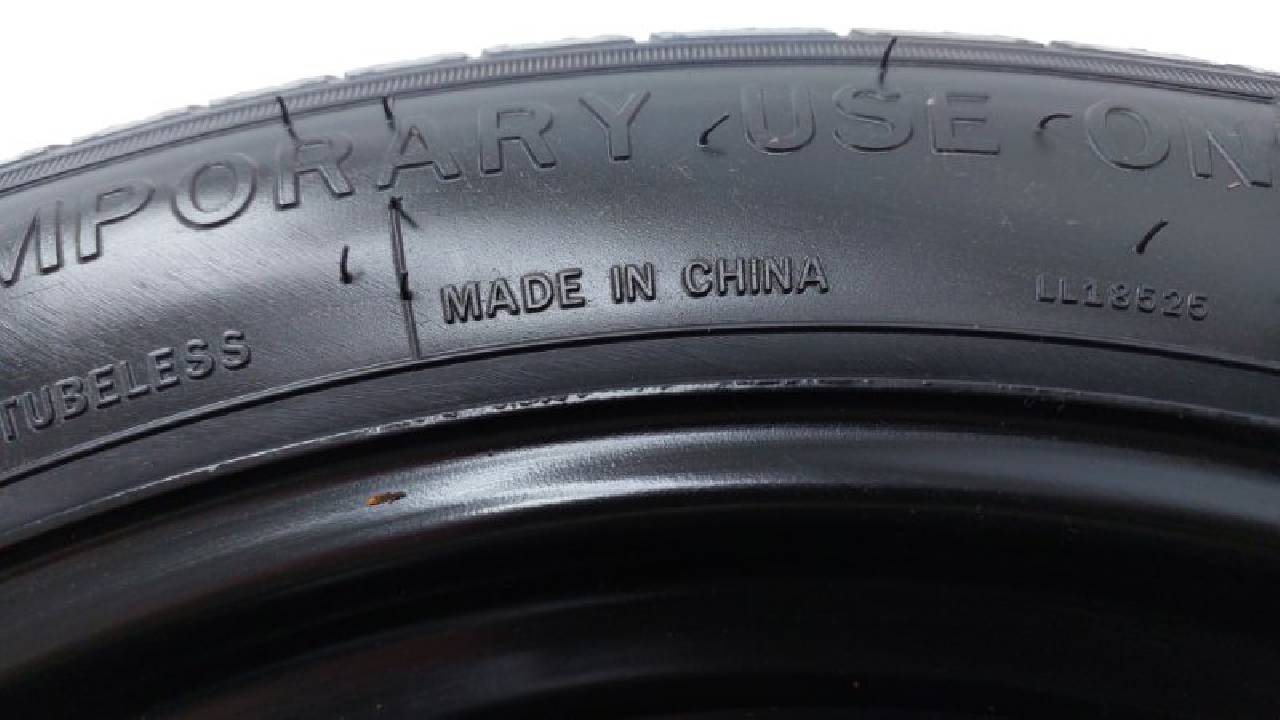 MPORARY USE ON
MADE IN CHINA
LL18525
TUBELESS